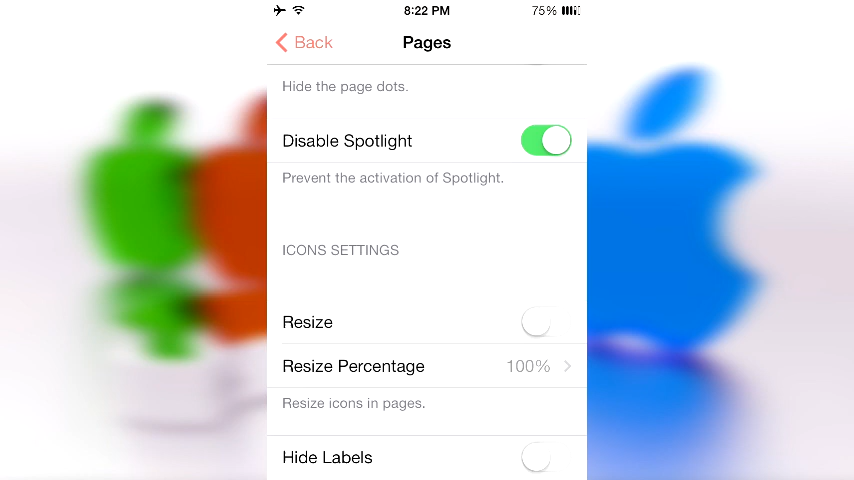 8:22 PM
75%
Back
Pages
Hide the page dots.
Disable Spotlight
Prevent the activation of Spotlight.
ICONS SETTINGS
Resize
Resize Percentage 100%
Resize icons in pages.
Hide Labels